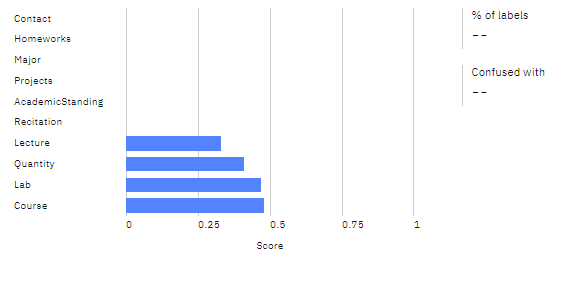 Contact
Homeworks
Major
Projects
AcademicStanding
Recitation
Lecture
Quantity
Lab
Course
0 0.25 0.5 0.75 1
Score
% of labels
--
Confused with
--